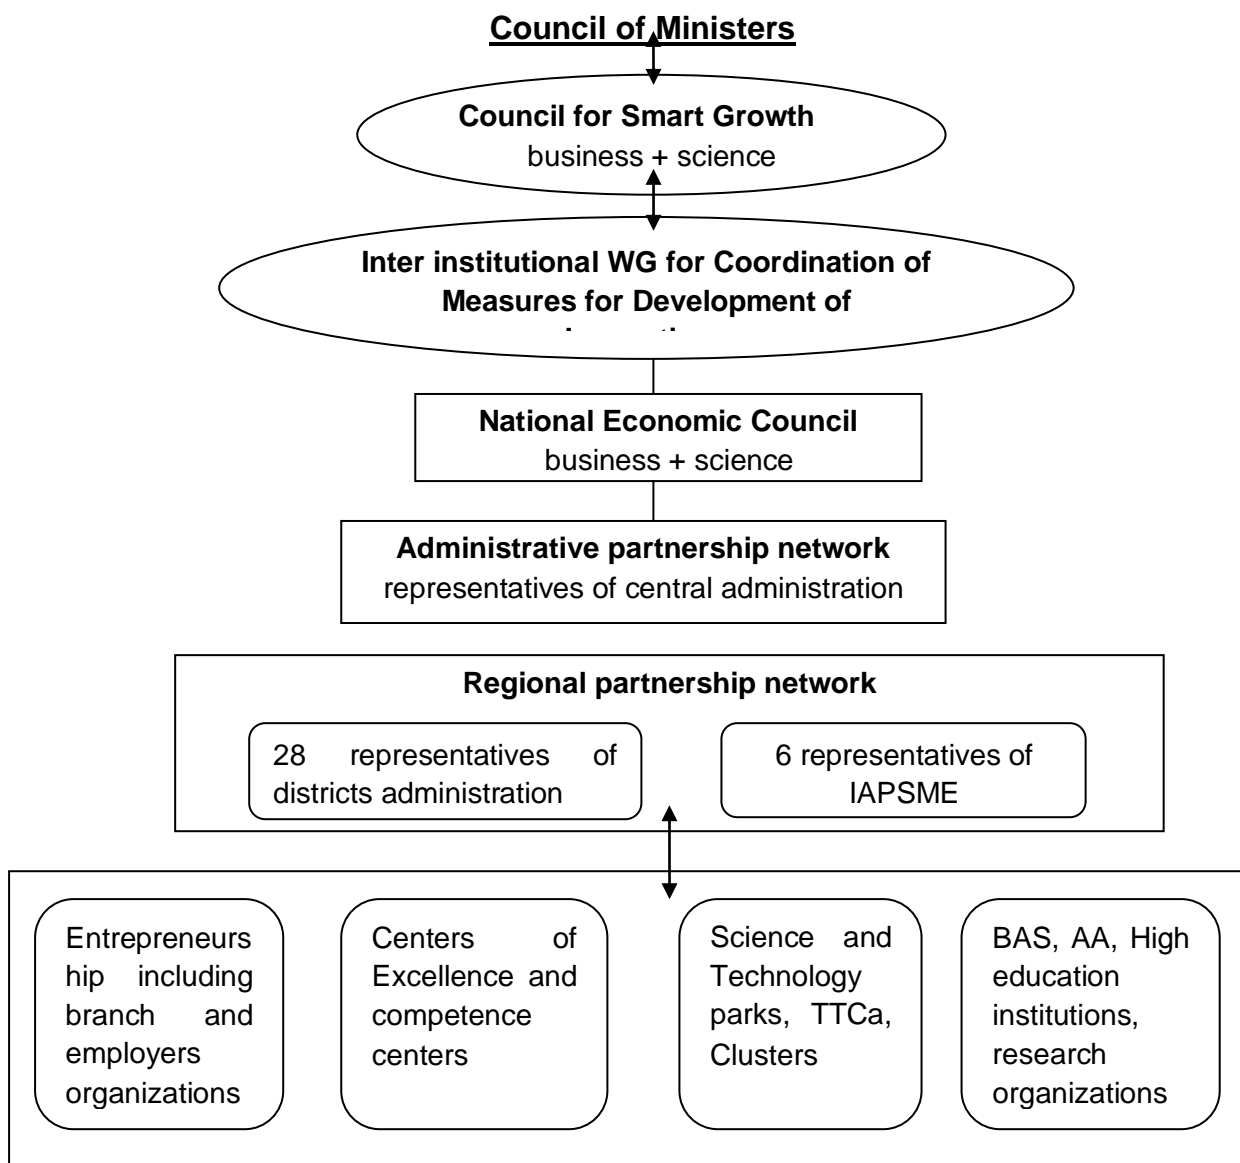 Council of Ministers
Council for Smart Growth
business + science
Inter institutional WG for Coordination of
Measures for Development of
National Economic Council
business + science
Administrative partnership network
representatives of central administration
Regional partnership network
28 representatives of
districts administration
6 representatives of
IAPSME
Entrepreneurs
hip including
branch and
employers
organizations
Centers of
Excellence and
competence
centers
Science and
Technology
parks, TTCa,
Clusters
BAS, AA, High
education
institutions,
research
organizations